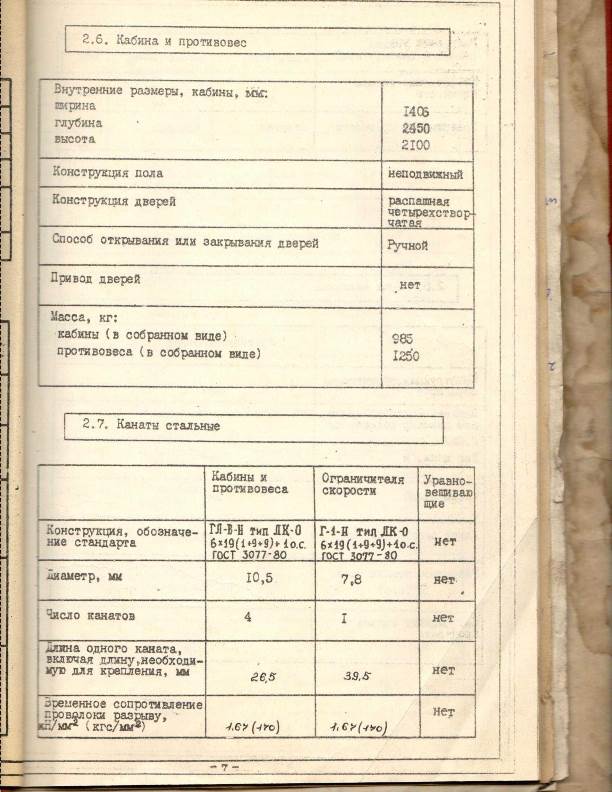 2.6. Кабина и противовес
Внутренние размеры, кабины, мм:
ширина 1405
глубина 2450
высота 2100
Конструкция пола неподвижный
Конструкция дверей распашная
четырехствор-
чатая
Способ открывания или закрывания дверей Ручной
Привод дверей нет
Масса, кг:
кабины (в собранном виде) 985
противовеса (в собранном виде) I250
2.7. Канаты стальные
Кабины и
противовеса
Ограничителя
скорости
Уравно-
вешиваю
щие
Конструкция, обозначе-
ние стандарта
ГЛ-В-Н тип ЛК-О
6×19(1+9+9)+1о.с.
ГОСТ 3077-80
Г-1-Н тип ЛК-О
6×19(1+9+9)+1о.с.
ГОСТ 3077-80
нет
Диаметр, мм I0,5 7,8 нет
Число канатов 4 I нет
Длина одного каната,
включая длину,необходи-
мую для крепления, мм 26,5 39,5 нет
Временное сопротивление
проволоки разрыву,
кн/мм² (кгс/мм²) 1.67(170) 1.67(170) нет
- 7 -